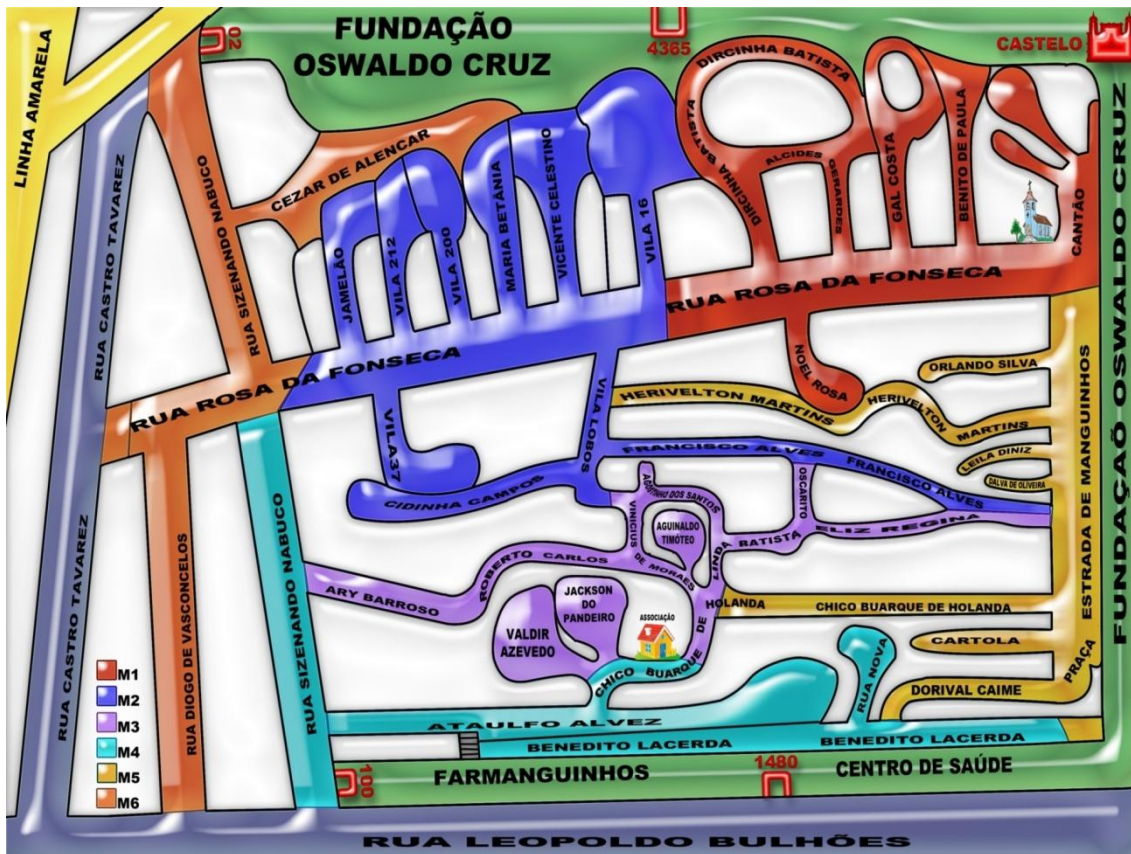 FUNDAÇÃO
OSWALDO CRUZ
02
4365
CASTELO
LINHA AMARELA
RUA CASTRO TAVAREZ
RUA SIZENANDO NABUCO
CEZAR DE ALENCAR
JAMELÃO
VILA 212
VILA 200
MARIA BETÂNIA
VICENTE CELESTINO
VILA 16
DIRCINHA BATISTA
DIRCINHA BATISTA
ALCIDES
GERARDES
GAL COSTA
BENITO DE PAULA
CANTÃO
FUNDAÇÃO OSWALDO CRUZ
RUA ROSA DA FONSECA
RUA ROSA DA FONSECA
RUA ROSA DA FONSECA
NOEL ROSA
ORLANDO SILVA
HERIVELTON MARTINS
HERIVELTON
MARTINS
LEILA DINIZ
DALVA DE OLIVEIRA
ESTRADA DE MANGUINHOS
VILA37
VILA LOBOS
CIDINHA CAMPOS
FRANCISCO ALVES
FRANCISCO ALVES
AGOSTINHO DOS SANTOS
OSCARITO
VINICIUS
DE MORAES
AGUINALDO
TIMÓTEO
LINDA
BATISTA
ELIZ REGINA
RUA CASTRO TAVAREZ
RUA DIOGO DE VASCONCELOS
RUA SIZENANDO NABUCO
ARY BARROSO
ROBERTO CARLOS
VALDIR
AZEVEDO
JACKSON
DO
PANDEIRO
ASSOCIAÇÃO
CHICO BUARQUE DE
HOLANDA
CHICO BUARQUE DE HOLANDA
CARTOLA
PRAÇA
DORIVAL CAIME
RUA NOVA
ATAULFO ALVEZ
BENEDITO LACERDA
BENEDITO LACERDA
M1
M2
M3
M4
M5
M6
100
FARMANGUINHOS
1480
CENTRO DE SAÚDE
RUA LEOPOLDO BULHÕES